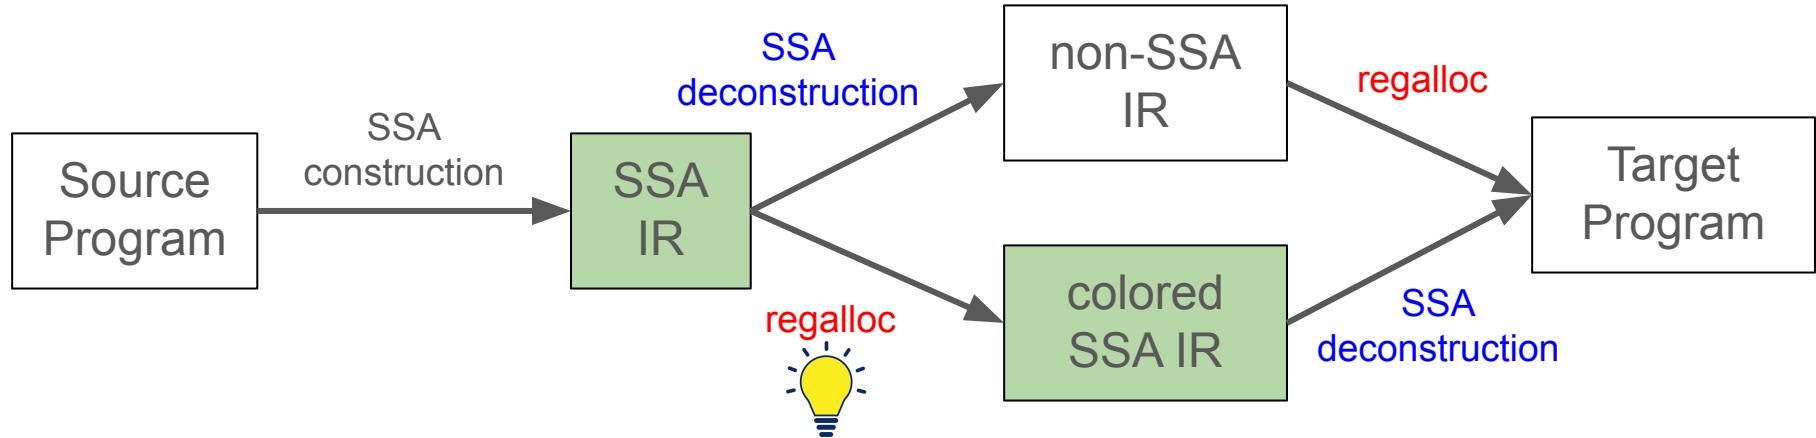 Source
Program
SSA
construction
SSA
IR
SSA
deconstruction
non-SSA
IR
regalloc
regalloc
colored
SSA IR
SSA
deconstruction
Target
Program